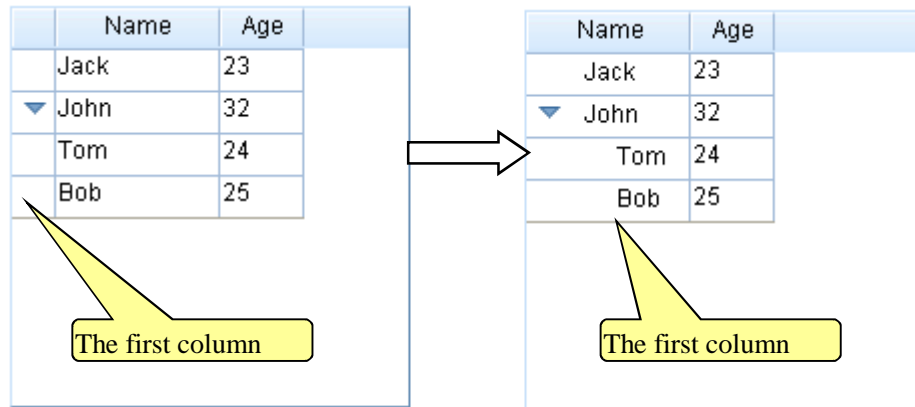 Name Age
Jack 23
John 32
Tom 24
Bob 25
The first column
Name Age
Jack 23
John 32
Tom 24
Bob 25
The first column